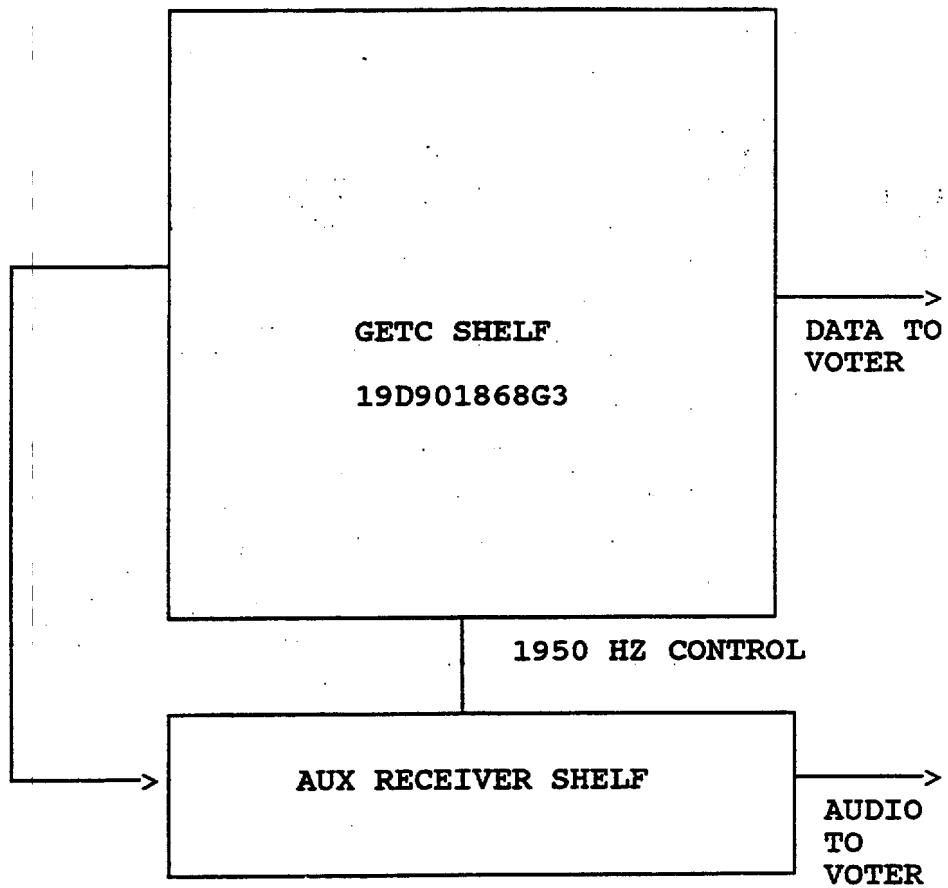 GETC SHELF
19D901868G3
DATA TO
VOTER
1950 HZ CONTROL
AUX RECEIVER SHELF
AUDIO
TO
VOTER